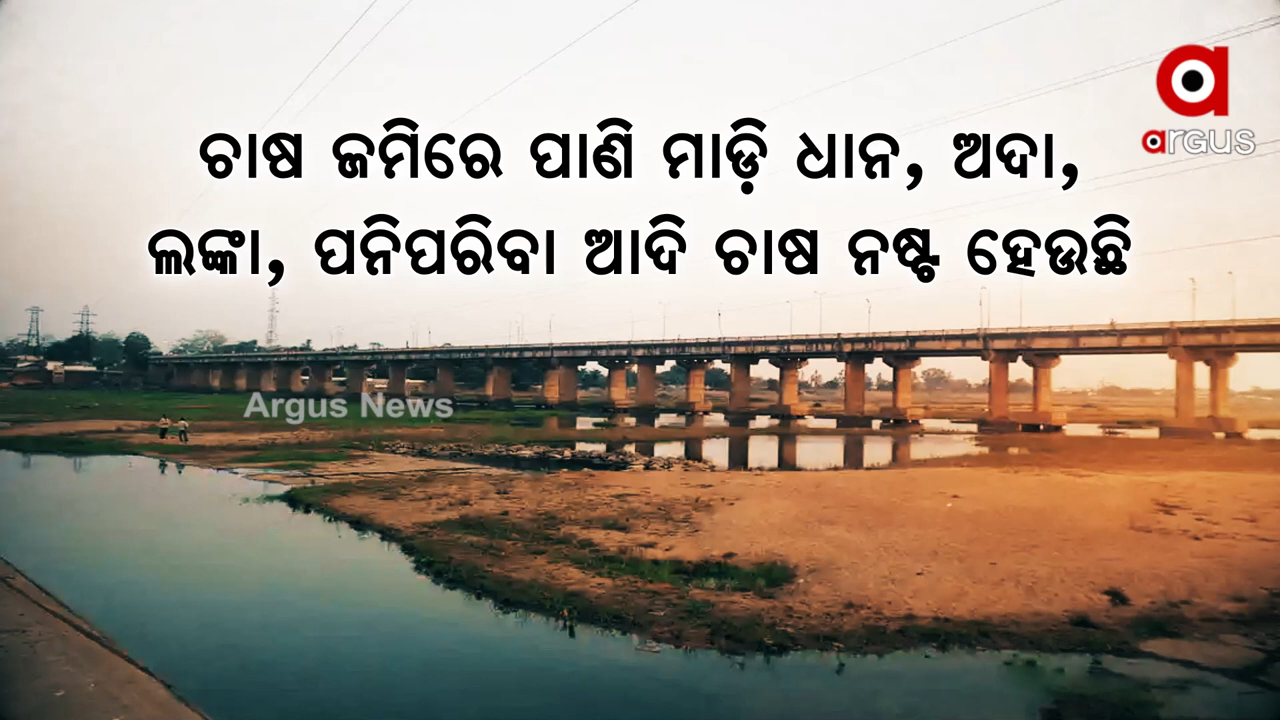 argus
ଚାଷ ଜମିରେ ପାଣି ମାଡ଼ି ଧାନ, ଅଦା,
ଲଙ୍କା, ପନିପରିବା ଆଦି ଚାଷ ନଷ୍ଟ ହେଉଛି
Argus News